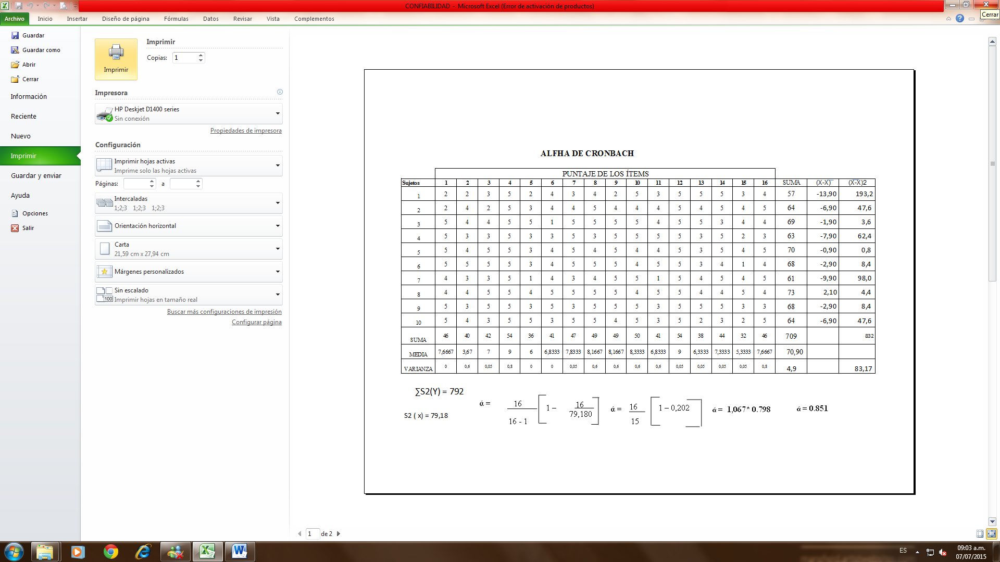 CONFIABILIDAD - Microsoft Excel (Error de activación de productos)
Cerrar
Archivo Inicio Insertar Diseño de página Fórmulas Datos Revisar Vista Complementos
Guardar
Guardar como
Abrir
Cerrar
Información
Reciente
Nuevo
Imprimir
Guardar y enviar
Ayuda
Opciones
Salir
Imprimir
Imprimir
Copias: 1
Impresora
HP Deskjet D1400 series
Sin conexión
Propiedades de impresora
Configuración
Imprimir hojas activas
Imprime solo las hojas activas
Páginas: a
Intercaladas
1;2;3 1;2;3 1;2;3
Orientación horizontal
Carta
21,59 cm x 27,94 cm
Márgenes personalizados
Sin escalado
100 Imprimir hojas en tamaño real
Buscar más configuraciones de impresión
Configurar página
ALFHA DE CRONBACH
PUNTAJE DE LOS ÍTEMS
Sujetos 1 2 3 4 5 6 7 8 9 10 11 12 13 14 15 16 SUMA (X-X) (X-X)2
1 2 2 3 5 2 4 3 4 2 5 3 5 5 5 3 4 57 -13,90 193,2
2 2 4 2 5 3 4 4 5 4 4 4 5 4 5 4 5 64 -6,90 47,6
3 5 4 4 5 5 1 5 5 5 5 4 5 5 3 4 4 69 -1,90 3,6
4 5 3 3 5 3 3 5 3 5 5 5 5 3 5 2 3 63 -7,90 62,4
5 5 4 5 5 3 4 5 4 5 4 4 5 3 5 4 5 70 -0,90 0,8
6 5 5 5 5 3 4 5 5 5 4 5 5 3 4 1 4 68 -2,90 8,4
7 4 3 3 5 1 4 3 4 5 5 1 5 4 5 4 5 61 -9,90 98,0
8 4 4 5 5 4 5 5 5 5 4 5 5 4 4 5 4 73 2,10 4,4
9 5 3 5 5 3 5 3 5 5 5 3 5 5 5 3 3 68 -2,90 8,4
10 5 4 3 5 5 3 5 5 4 5 3 5 2 3 2 5 64 -6,90 47,6
SUMA 46 40 42 54 36 41 47 49 49 50 41 54 38 44 32 46 709 832
MEDIA 7,6667 3,67 7 9 6 6,8333 7,8333 8,1667 8,1667 8,3333 6,8333 9 6,3333 7,3333 5,3333 7,6667 70,90
VARIANZA 0 0,6 0,05 0,8 0 0 0,05 0,6 0,6 0,6 0,6 0,05 0,05 0,05 0,05 0,8 4,9 83,17
∑S2(Y) = 792
S2 ( x) = 79,18
ά = 16 16 - 1 1 – 16 79,180 ά = 16 15 1 – 0,202 ά = 1,067* 0.798 ά = 0.851
1 de 2
ES
09:03 a.m.
07/07/2015